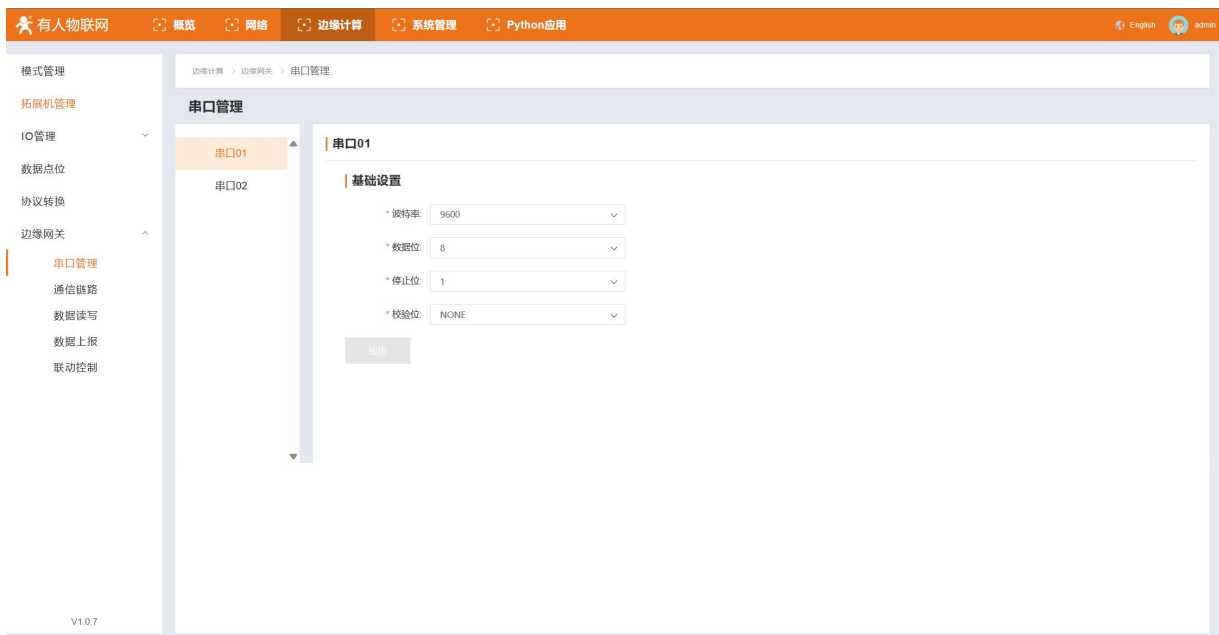 有人物联网 概览 网络 边缘计算 系统管理 Python应用 English admin
模式管理
拓展机管理
IO管理
数据点位
协议转换
边缘网关
串口管理
通信链路
数据读写
数据上报
联动控制
V1.0.7
边缘计算 > 边缘网关 > 串口管理
串口管理
串口01
串口02
串口01
基础设置
* 波特率: 9600
* 数据位: 8
* 停止位: 1
* 校验位: NONE
应用